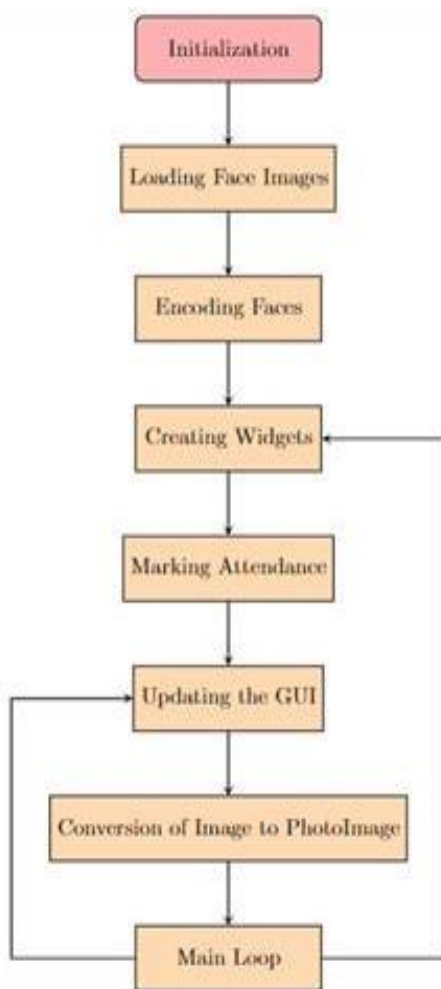 Initialization
Loading Face Images
Encoding Faces
Creating Widgets
Marking Attendance
Updating the GUI
Conversion of Image to PhotoImage
Main Loop